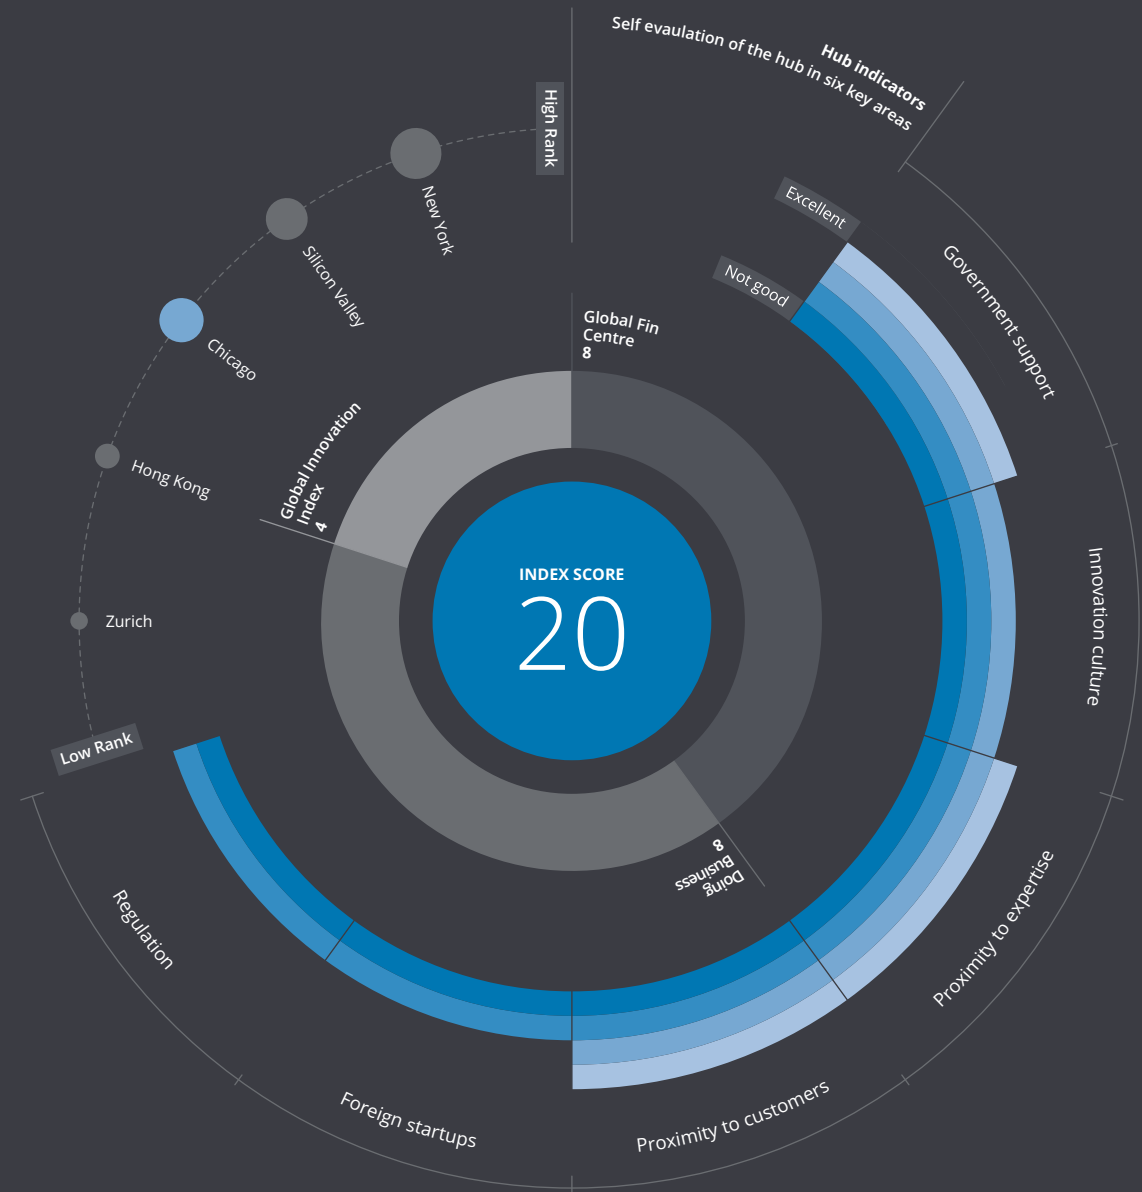 Hub indicators
Self evaulation of the hub in six key areas
High Rank
New York
Silicon Valley
Chicago
Hong Kong
Zurich
Low Rank
Excellent
Not good
Government support
Innovation culture
Proximity to expertise
Proximity to customers
Foreign startups
Regulation
Global Fin
Centre
8
Global Innovation
Index
4
Doing
Business
8
INDEX SCORE
20